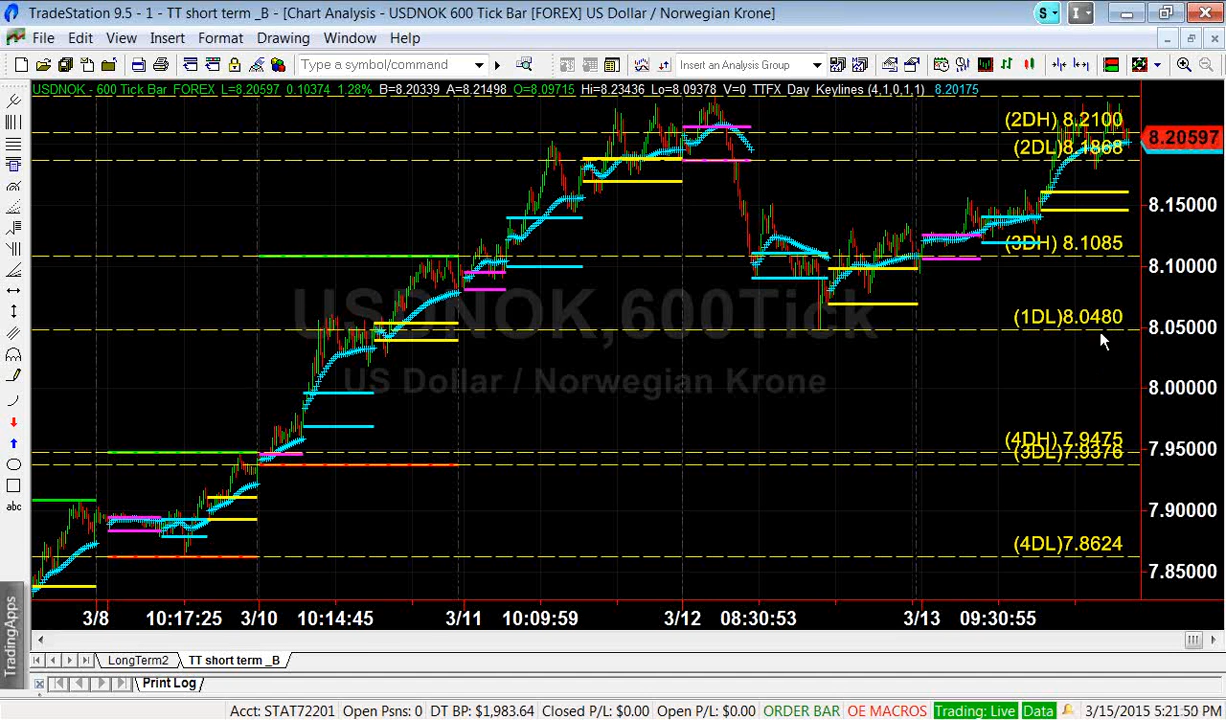 TradeStation 9.5 - 1 - TT short term _B - [Chart Analysis - USDNOK 600 Tick Bar [FOREX] US Dollar / Norwegian Krone]
S
I
File Edit View Insert Format Drawing Window Help
Type a symbol/command
Insert an Analysis Group
USDNOK - 600 Tick Bar FOREX L=8.20597 0.10374 1.28% B=8.20339 A=8.21498 O=8.09715 Hi=8.23436 Lo=8.09378 V=0 TTFX Day Keylines (4,1,0,1,1) 8.20175
(2DH) 8.2100
8.20597
(2DL)8.1868
8.15000
(3DH) 8.1085
8.10000
(1DL)8.0480
8.05000
USDNOK,600Tick
US Dollar / Norwegian Krone
8.00000
(4DH) 7.9475
7.95000
(3DL)7.9376
7.90000
(4DL)7.8624
7.85000
abc
3/8 10:17:25 3/10 10:14:45 3/11 10:09:59 3/12 08:30:53 3/13 09:30:55
TradingApps
LongTerm2 TT short term _B
Print Log
Acct: STAT72201 Open Psns: 0 DT BP: $1,983.64 Closed P/L: $0.00 Open P/L: $0.00 ORDER BAR OE MACROS Trading: Live Data 3/15/2015 5:21:50 PM